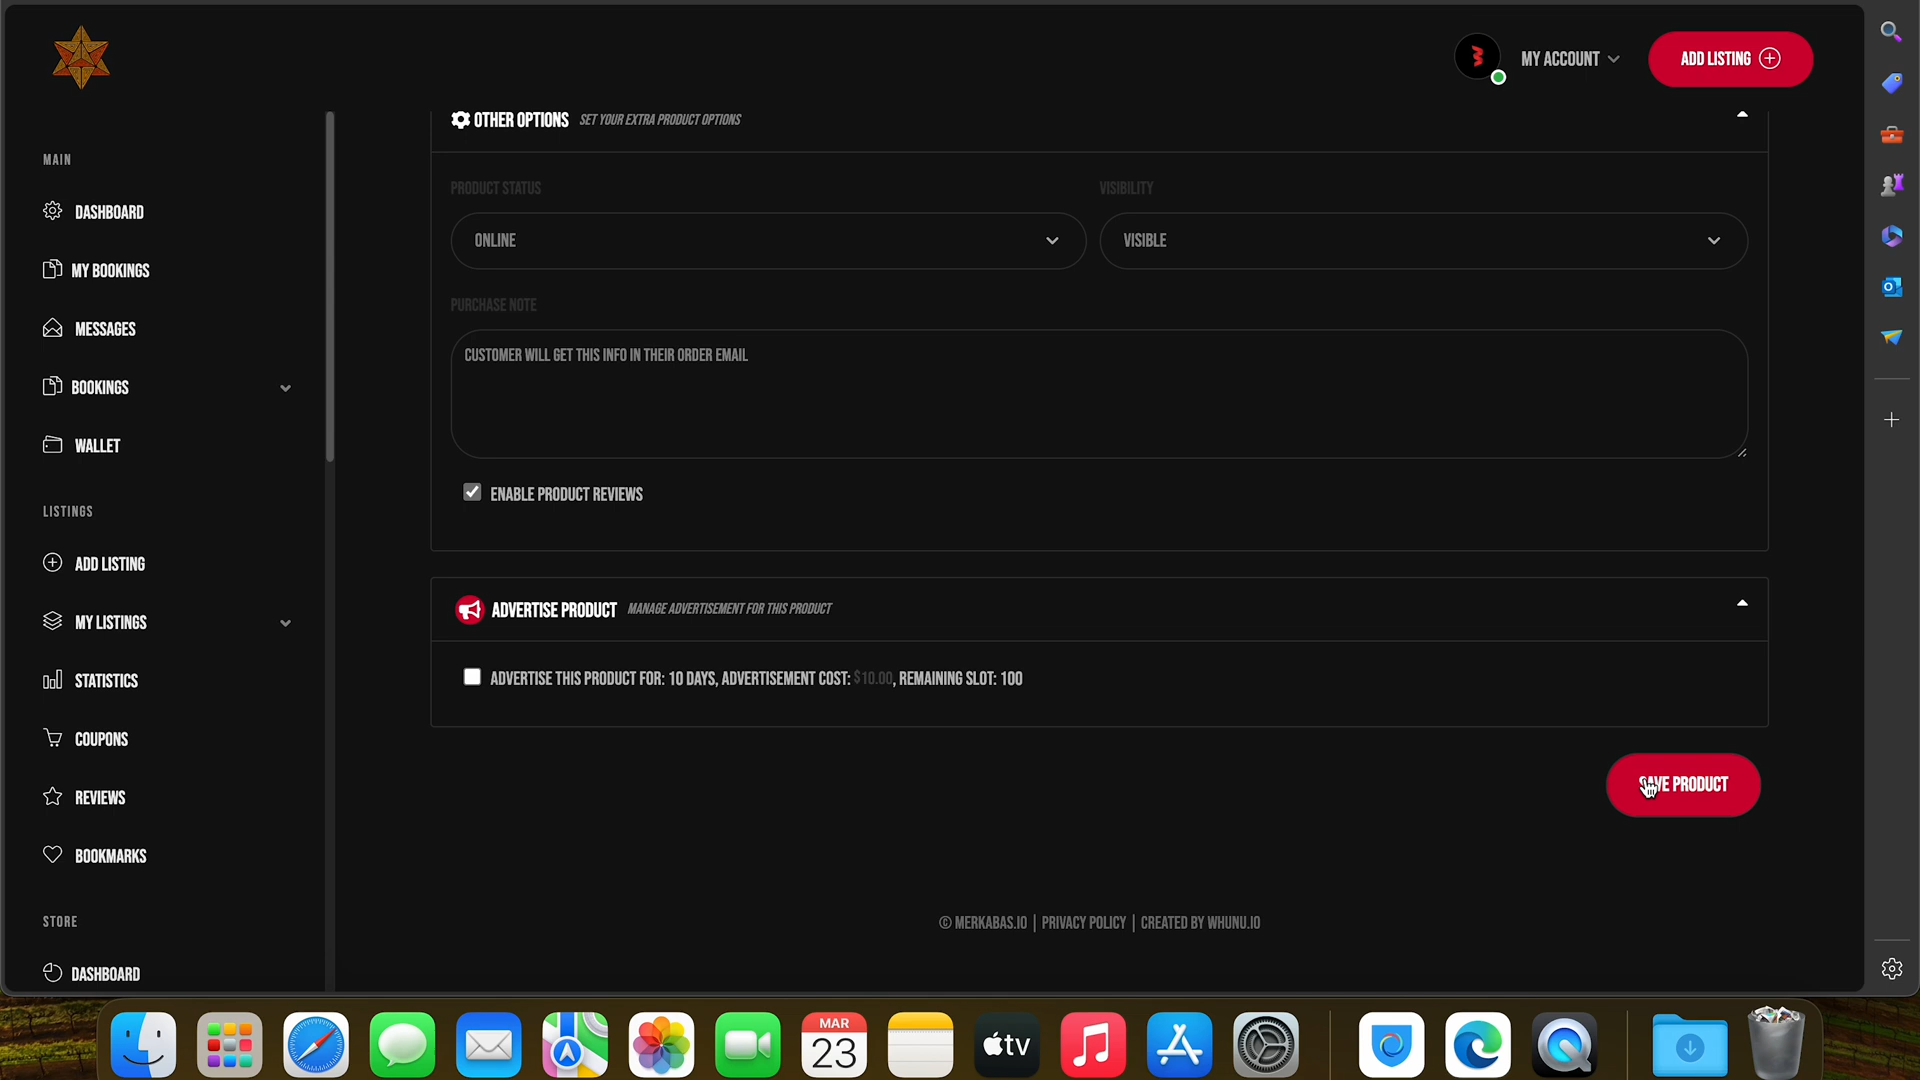 MY ACCOUNT
ADD LISTING
MAIN
DASHBOARD
MY BOOKINGS
MESSAGES
BOOKINGS
WALLET
LISTINGS
ADD LISTING
MY LISTINGS
STATISTICS
COUPONS
REVIEWS
BOOKMARKS
STORE
DASHBOARD
OTHER OPTIONS SET YOUR EXTRA PRODUCT OPTIONS
PRODUCT STATUS
VISIBILITY
ONLINE
VISIBLE
PURCHASE NOTE
CUSTOMER WILL GET THIS INFO IN THEIR ORDER EMAIL
ENABLE PRODUCT REVIEWS
ADVERTISE PRODUCT MANAGE ADVERTISEMENT FOR THIS PRODUCT
ADVERTISE THIS PRODUCT FOR: 10 DAYS, ADVERTISEMENT COST: $10.00, REMAINING SLOT: 100
SAVE PRODUCT
© MERKABAS.IO | PRIVACY POLICY | CREATED BY WHUNU.IO
MAR
23
tv